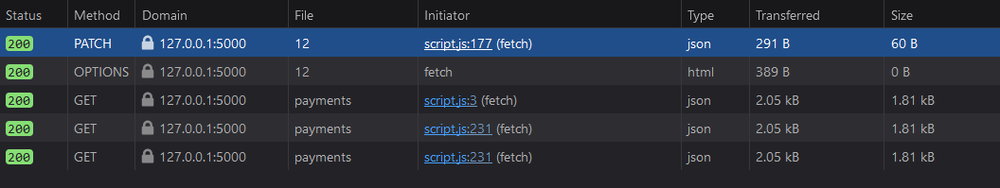 Status Method Domain File Initiator Type Transferred Size
200 PATCH 127.0.0.1:5000 12 script.js:177 (fetch) json 291 B 60 B
200 OPTIONS 127.0.0.1:5000 12 fetch html 389 B 0 B
200 GET 127.0.0.1:5000 payments script.js:3 (fetch) json 2.05 kB 1.81 kB
200 GET 127.0.0.1:5000 payments script.js:231 (fetch) json 2.05 kB 1.81 kB
200 GET 127.0.0.1:5000 payments script.js:231 (fetch) json 2.05 kB 1.81 kB